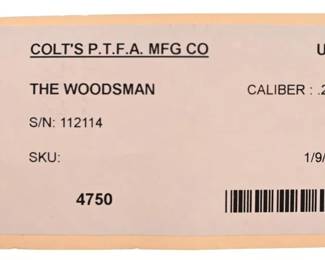 COLT'S P.T.F.A. MFG CO U
THE WOODSMAN CALIBER : .2
S/N: 112114
SKU: 1/9/
4750